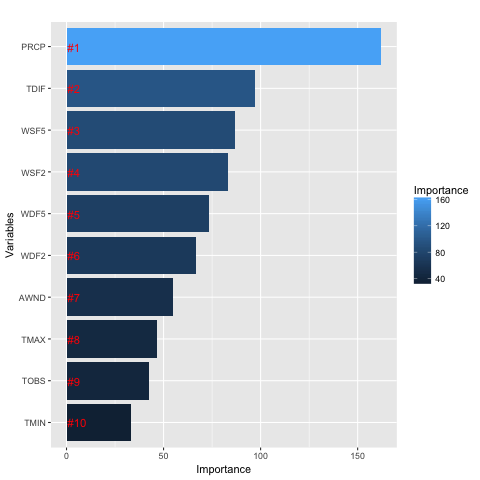 PRCP #1
TDIF #2
WSF5 #3
WSF2 #4
WDF5 #5
WDF2 #6
AWND #7
TMAX #8
TOBS #9
TMIN #10
Variables
0 50 100 150
Importance
Importance
160
120
80
40